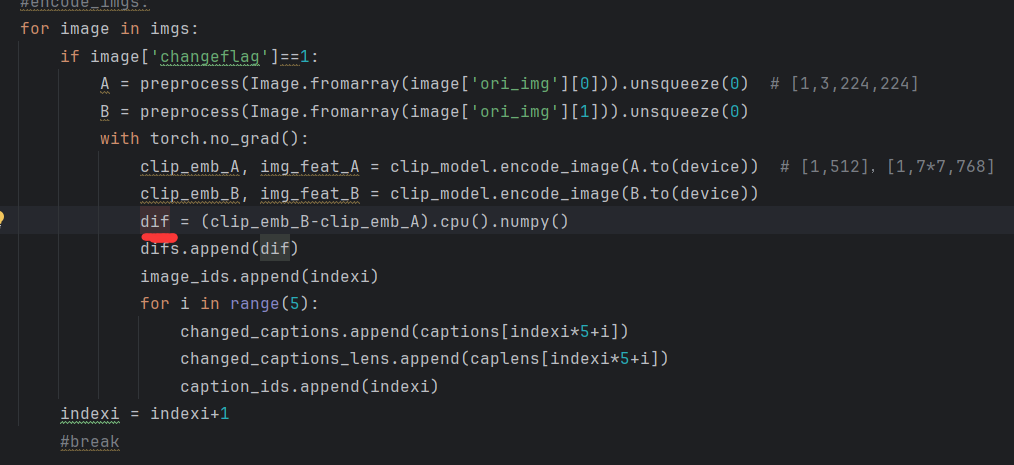 #encode_imgs:
for image in imgs:
if image['changeflag']==1:
A = preprocess(Image.fromarray(image['ori_img'][0])).unsqueeze(0)  # [1,3,224,224]
B = preprocess(Image.fromarray(image['ori_img'][1])).unsqueeze(0)
with torch.no_grad():
clip_emb_A, img_feat_A = clip_model.encode_image(A.to(device))  # [1,512], [1,7*7,768]
clip_emb_B, img_feat_B = clip_model.encode_image(B.to(device))
dif = (clip_emb_B-clip_emb_A).cpu().numpy()
difs.append(dif)
image_ids.append(indexi)
for i in range(5):
changed_captions.append(captions[indexi*5+i])
changed_captions_lens.append(caplens[indexi*5+i])
caption_ids.append(indexi)
indexi = indexi+1
#break